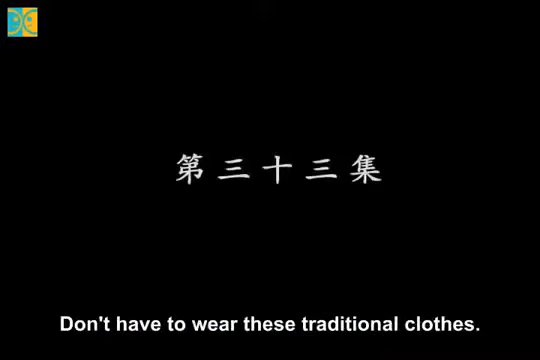 第三十三集
Don't have to wear these traditional clothes.